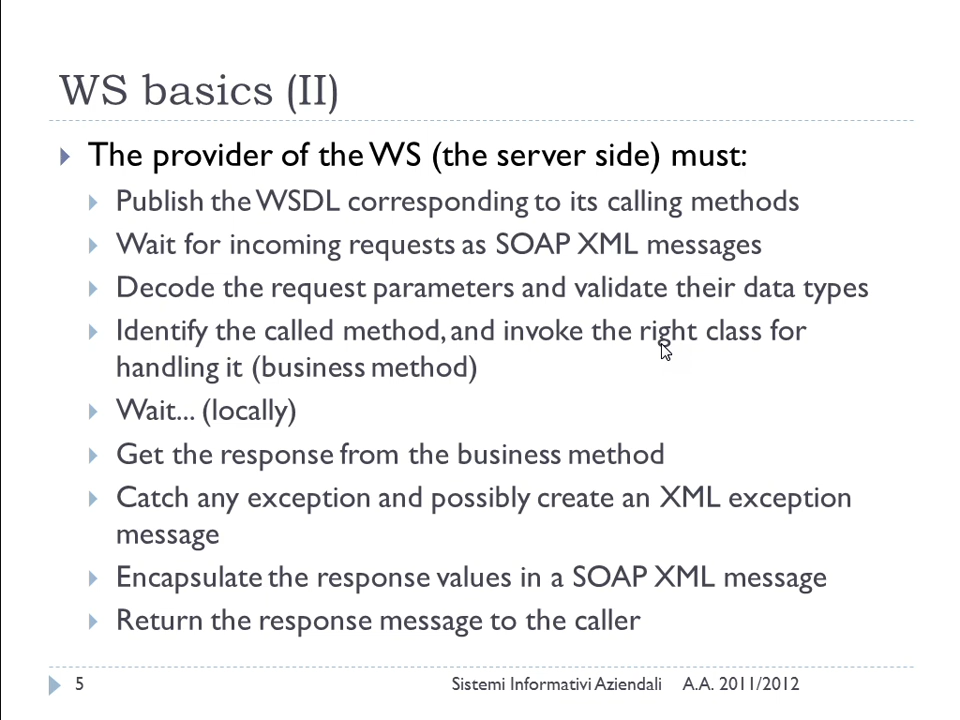 WS basics (II)
The provider of the WS (the server side) must:
Publish the WSDL corresponding to its calling methods
Wait for incoming requests as SOAP XML messages
Decode the request parameters and validate their data types
Identify the called method, and invoke the right class for
handling it (business method)
Wait... (locally)
Get the response from the business method
Catch any exception and possibly create an XML exception
message
Encapsulate the response values in a SOAP XML message
Return the response message to the caller
5 Sistemi Informativi Aziendali A.A. 2011/2012